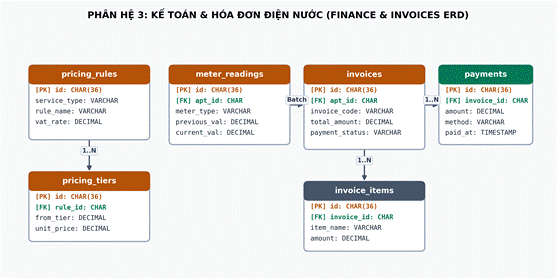 PHÂN HỆ 3: KẾ TOÁN & HÓA ĐƠN ĐIỆN NƯỚC (FINANCE & INVOICES ERD)
pricing_rules
[PK] id: CHAR(36)
service_type: VARCHAR
rule_name: VARCHAR
vat_rate: DECIMAL
meter_readings
[PK] id: CHAR(36)
[FK] apt_id: CHAR
meter_type: VARCHAR
previous_val: DECIMAL
current_val: DECIMAL
Batch
invoices
[PK] id: CHAR(36)
[FK] apt_id: CHAR
invoice_code: VARCHAR
total_amount: DECIMAL
payment_status: VARCHAR
1..N
payments
[PK] id: CHAR(36)
[FK] invoice_id: CHAR
amount: DECIMAL
method: VARCHAR
paid_at: TIMESTAMP
1..N
1..N
pricing_tiers
[PK] id: CHAR(36)
[FK] rule_id: CHAR
from_tier: DECIMAL
unit_price: DECIMAL
invoice_items
[PK] id: CHAR(36)
[FK] invoice_id: CHAR
item_name: VARCHAR
amount: DECIMAL